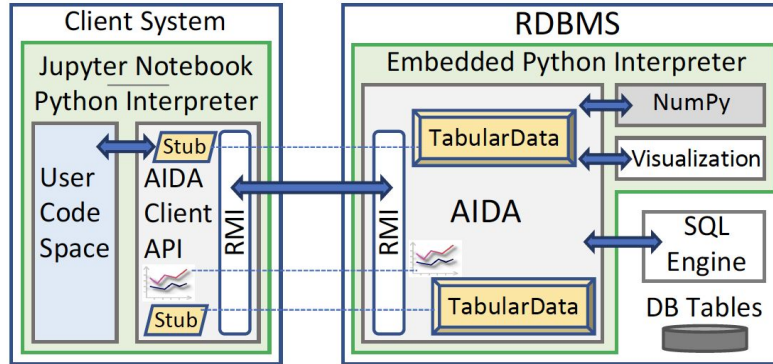 Client System
Jupyter Notebook
Python Interpreter
User
Code
Space
Stub
AIDA
Client
API
Stub
RMI
RDBMS
Embedded Python Interpreter
RMI
TabularData
AIDA
TabularData
NumPy
Visualization
SQL
Engine
DB Tables